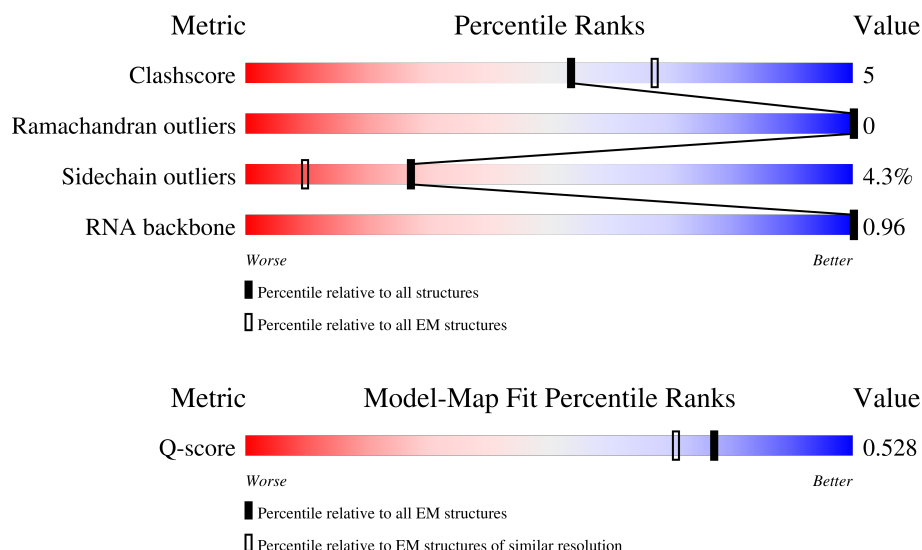 Metric Percentile Ranks Value
Clashscore 5
Ramachandran outliers 0
Sidechain outliers 4.3%
RNA backbone 0.96
Worse Better
Percentile relative to all structures
Percentile relative to all EM structures
Metric Model-Map Fit Percentile Ranks Value
Q-score 0.528
Worse Better
Percentile relative to all EM structures
Percentile relative to EM structures of similar resolution